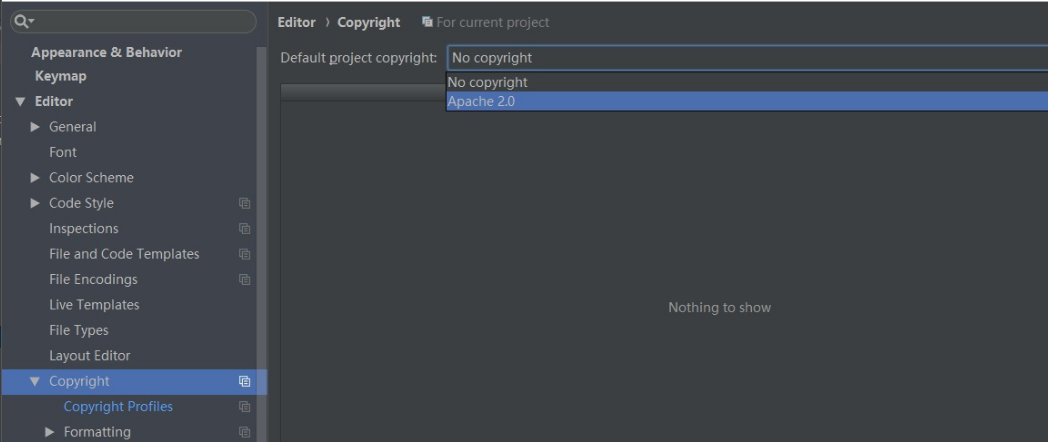 Editor › Copyright For current project
Appearance & Behavior
Keymap
Editor
General
Font
Color Scheme
Code Style
Inspections
File and Code Templates
File Encodings
Live Templates
File Types
Layout Editor
Copyright
Copyright Profiles
Formatting
Default project copyright: No copyright
No copyright
Apache 2.0
Nothing to show